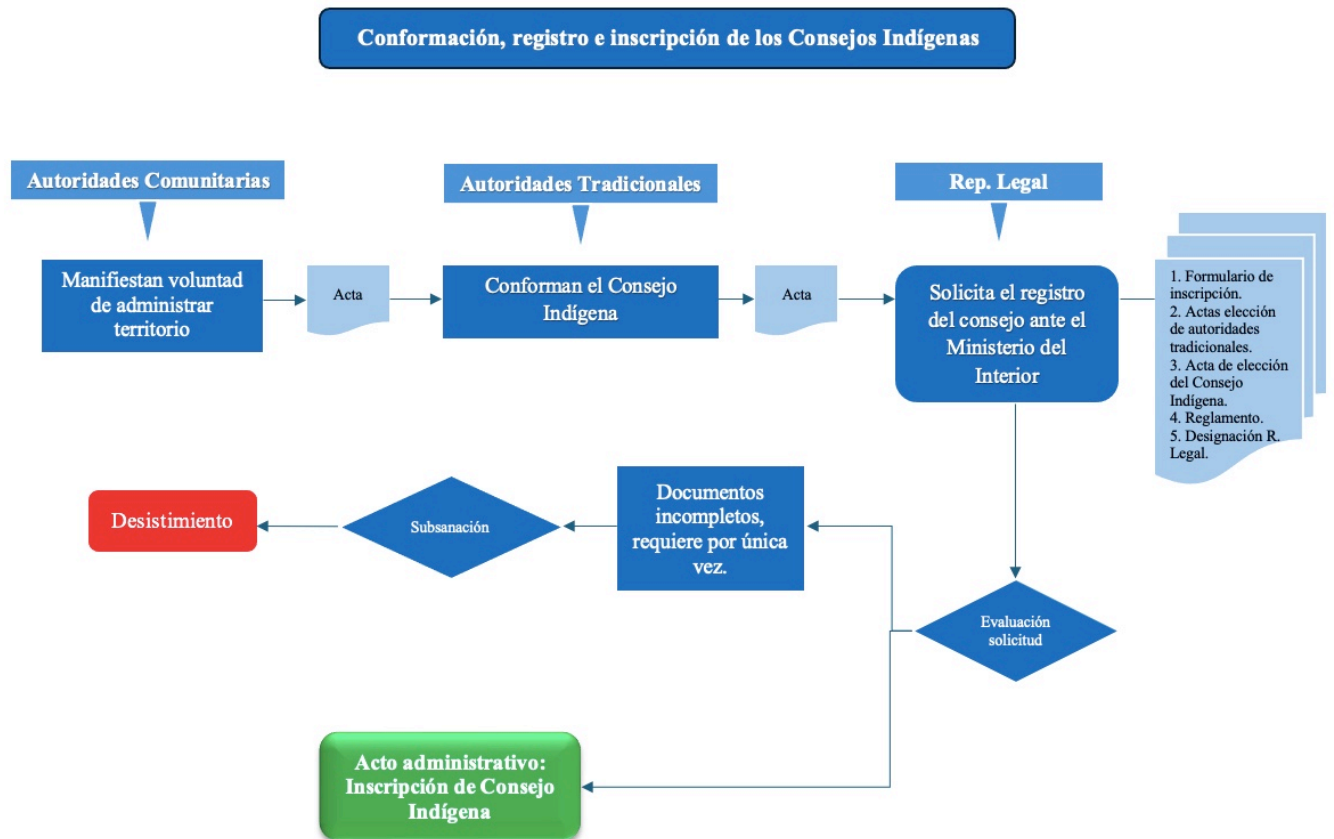 Conformación, registro e inscripción de los Consejos Indígenas
Autoridades Comunitarias
Autoridades Tradicionales
Rep. Legal
Manifiestan voluntad
de administrar
territorio
Acta
Conforman el Consejo
Indígena
Acta
Solicita el registro
del consejo ante el
Ministerio del
Interior
1. Formulario de
inscripción.
2. Actas elección
de autoridades
tradicionales.
3. Acta de elección
del Consejo
Indígena.
4. Reglamento.
5. Designación R.
Legal.
Desistimiento
Subsanación
Documentos
incompletos,
requiere por única
vez.
Evaluación
solicitud
Acto administrativo:
Inscripción de Consejo
Indígena